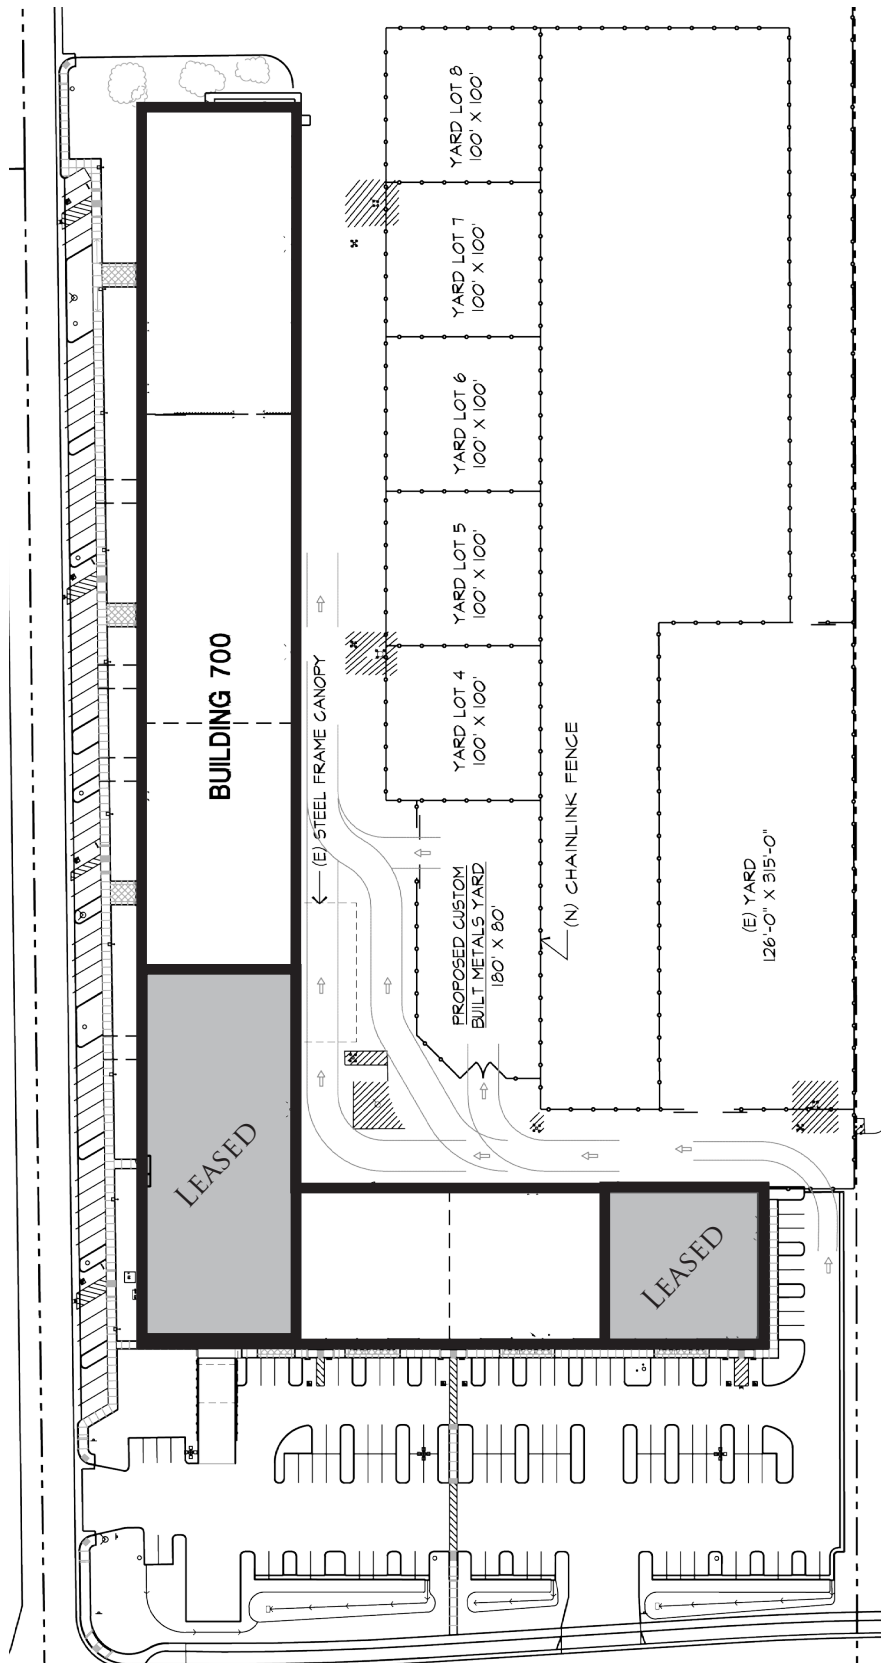 YARD LOT 8
100' X 100'
YARD LOT 7
100' X 100'
YARD LOT 6
100' X 100'
YARD LOT 5
100' X 100'
YARD LOT 4
100' X 100'
BUILDING 700
(E) STEEL FRAME CANOPY
(N) CHAINLINK FENCE
PROPOSED CUSTOM
BUILT METALS YARD
180' X 80'
(E) YARD
126'-0" X 315'-0"
LEASED
LEASED